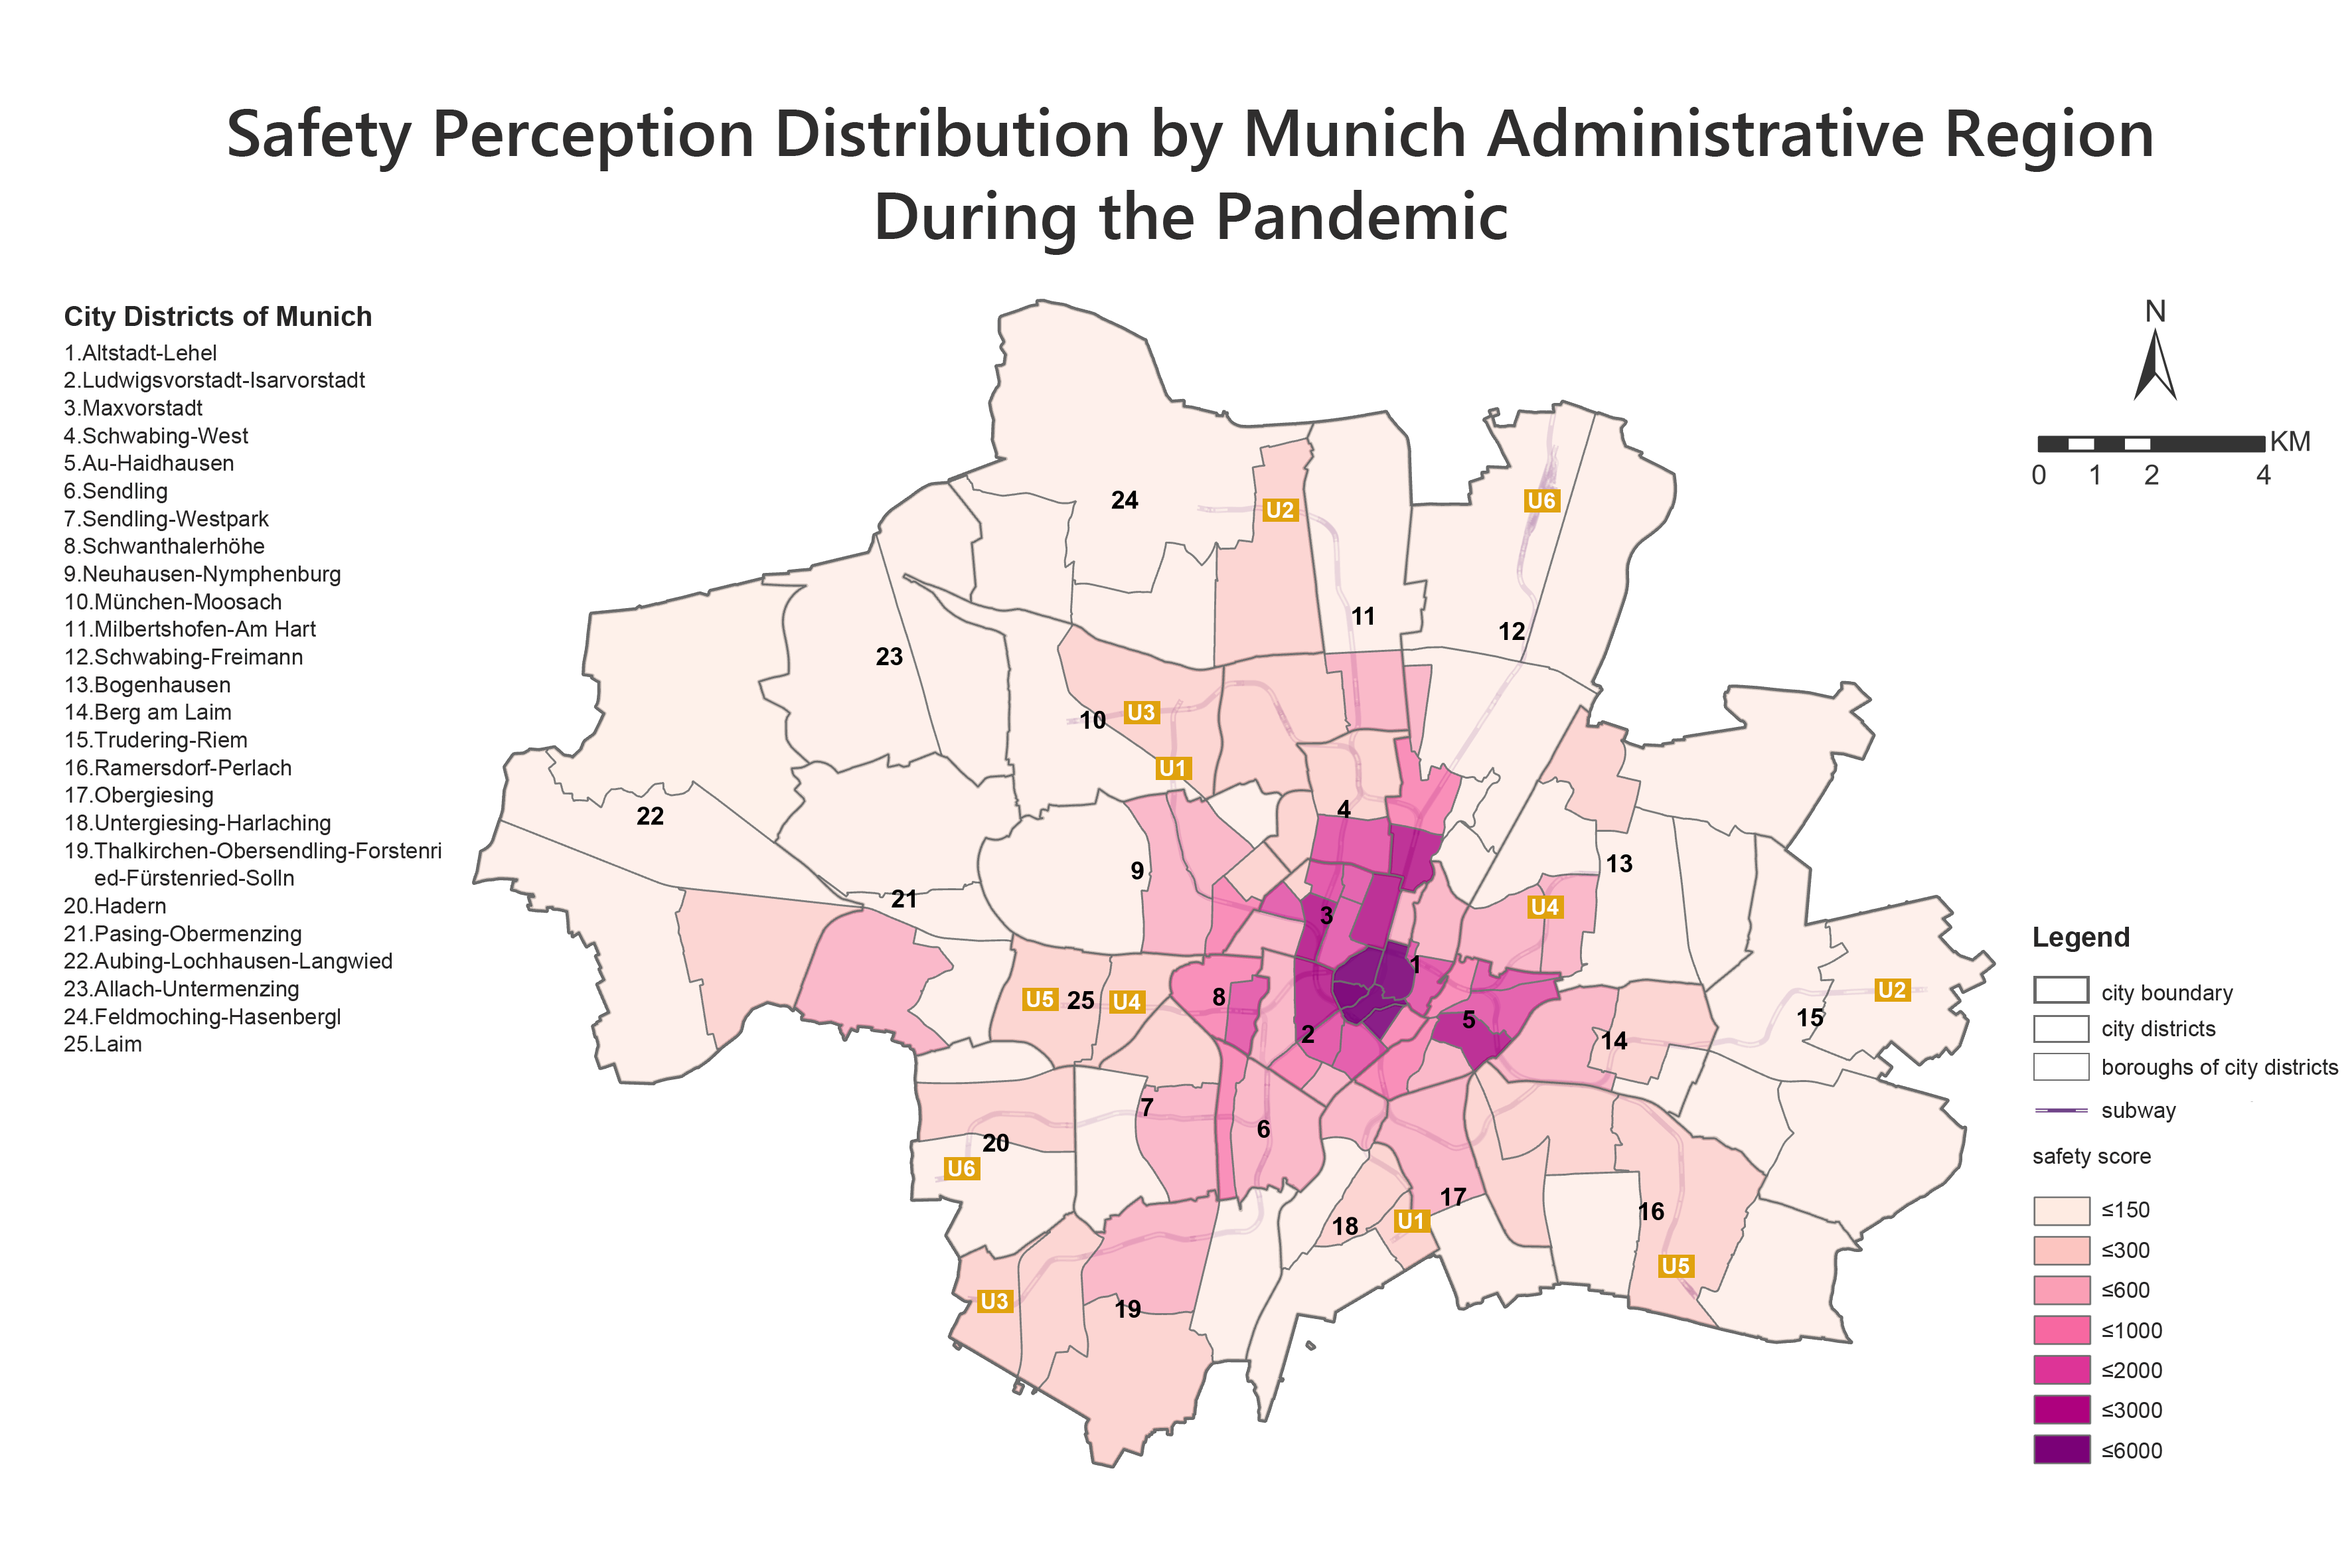 Safety Perception Distribution by Munich Administrative Region
During the Pandemic
City Districts of Munich
1.Altstadt-Lehel
2.Ludwigsvorstadt-Isarvorstadt
3.Maxvorstadt
4.Schwabing-West
5.Au-Haidhausen
6.Sendling
7.Sendling-Westpark
8.Schwanthalerhöhe
9.Neuhausen-Nymphenburg
10.München-Moosach
11.Milbertshofen-Am Hart
12.Schwabing-Freimann
13.Bogenhausen
14.Berg am Laim
15.Trudering-Riem
16.Ramersdorf-Perlach
17.Obergiesing
18.Untergiesing-Harlaching
19.Thalkirchen-Obersendling-Forstenri
ed-Fürstenried-Solln
20.Hadern
21.Pasing-Obermenzing
22.Aubing-Lochhausen-Langwied
23.Allach-Untermenzing
24.Feldmoching-Hasenbergl
25.Laim
24
U2
U6
11
12
23
10
U3
U1
22
4
9
13
21
3
U4
1
U5
25
U4
8
2
5
14
15
U2
7
6
20
U6
17
18
U1
16
U5
U3
19
N
KM
0 1 2 4
Legend
city boundary
city districts
boroughs of city districts
subway
safety score
≤150
≤300
≤600
≤1000
≤2000
≤3000
≤6000